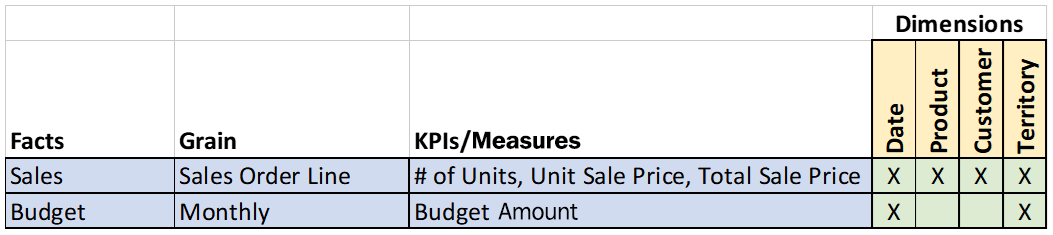 Dimensions
Facts Grain KPIs/Measures Date Product Customer Territory
Sales Sales Order Line # of Units, Unit Sale Price, Total Sale Price X X X X
Budget Monthly Budget Amount X X